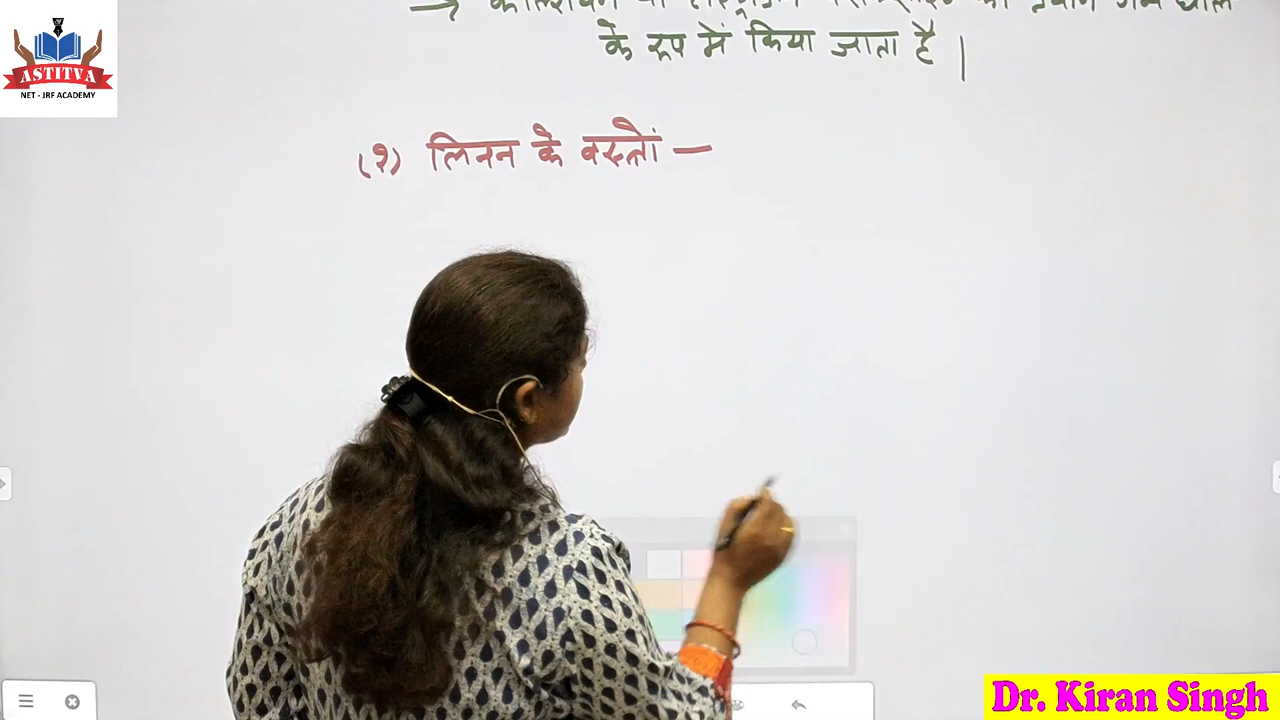 के रूप में किया जाता है |
(२) लिनन के वस्त्रों —
ASTITVA
NET - JRF ACADEMY
Dr. Kiran Singh